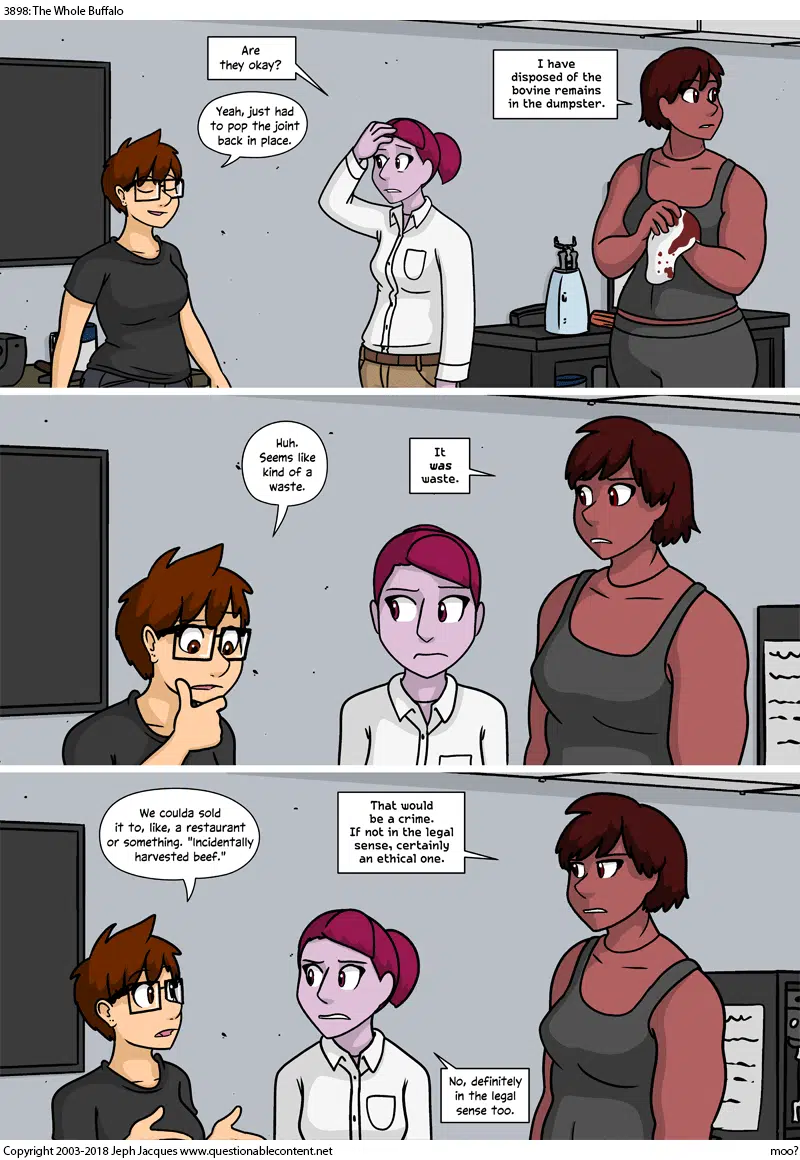 3898: The Whole Buffalo
Are
they okay?
Yeah, just had
to pop the joint
back in place.
I have
disposed of the
bovine remains
in the dumpster.
Huh.
Seems like
kind of a
waste.
It
was
waste.
We coulda sold
it to, like, a restaurant
or something. "Incidentally
harvested beef."
That would
be a crime.
If not in the legal
sense, certainly
an ethical one.
No, definitely
in the legal
sense too.
Copyright 2003-2018 Jeph Jacques www.questionablecontent.net
moo?